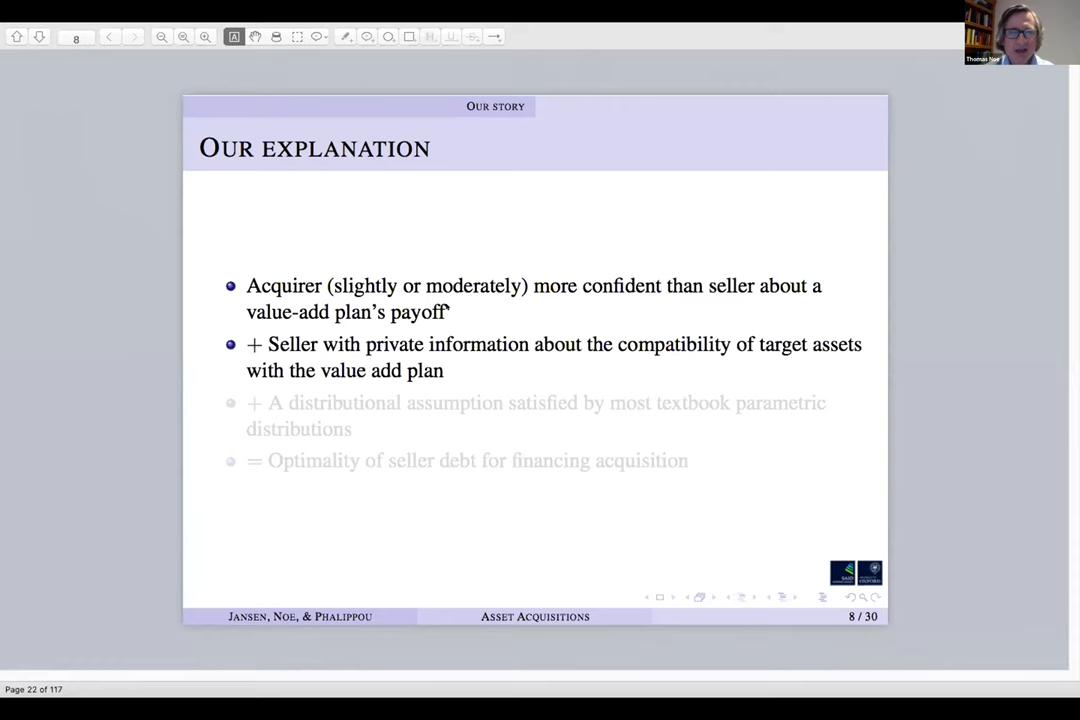 8
Thomas Noe
OUR STORY
OUR EXPLANATION
Acquirer (slightly or moderately) more confident than seller about a
value-add plan's payoff
+ Seller with private information about the compatibility of target assets
with the value add plan
+ A distributional assumption satisfied by most textbook parametric
distributions
= Optimality of seller debt for financing acquisition
JANSEN, NOE, & PHALIPPOU
ASSET ACQUISITIONS
8 / 30
Page 22 of 117